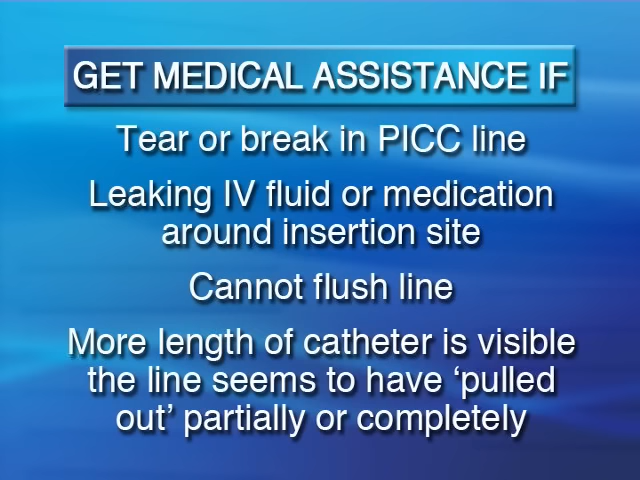 GET MEDICAL ASSISTANCE IF
Tear or break in PICC line
Leaking IV fluid or medication
around insertion site
Cannot flush line
More length of catheter is visible
the line seems to have ‘pulled
out’ partially or completely